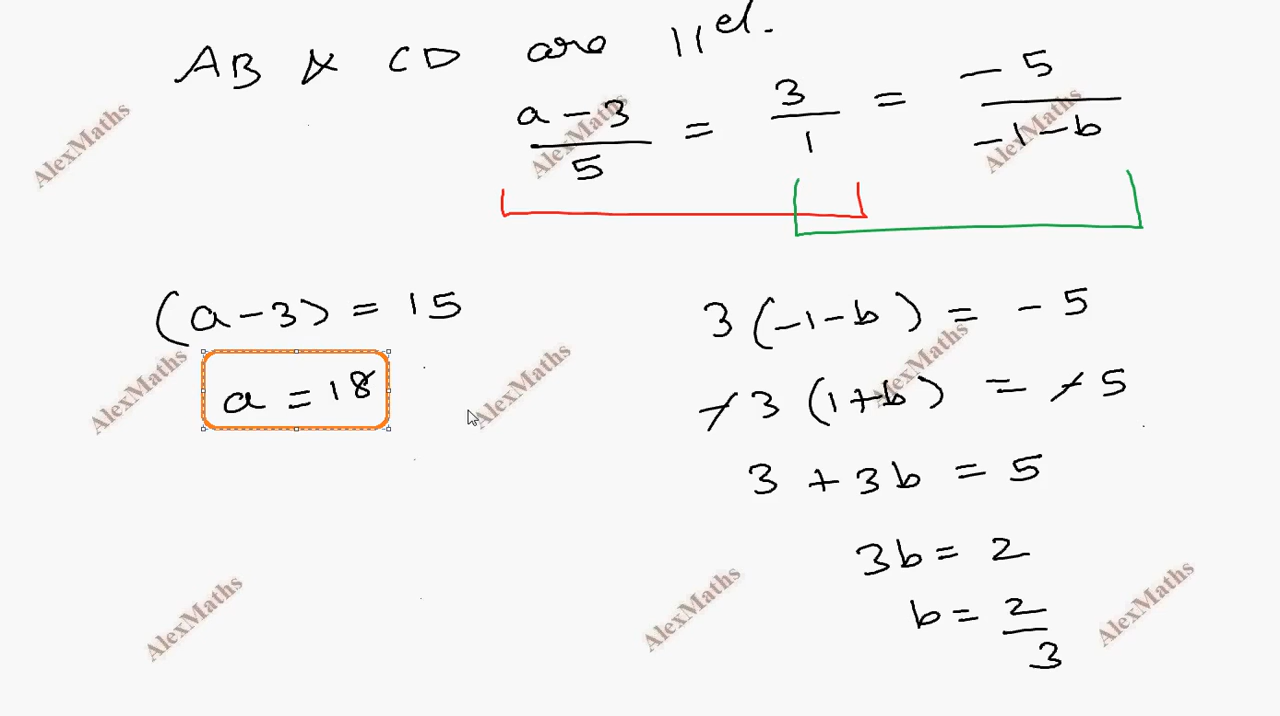 AB & CD are 11el.
a - 3 / 5 = 3 / 1 = - 5 / -1 - b
(a - 3) = 15
3 (-1 - b) = - 5
a = 18
-3 (1 + b) = -5
3 + 3b = 5
3b = 2
b = 2 / 3
AlexMaths
AlexMaths
AlexMaths
AlexMaths
AlexMaths
AlexMaths
AlexMaths
AlexMaths
AlexMaths